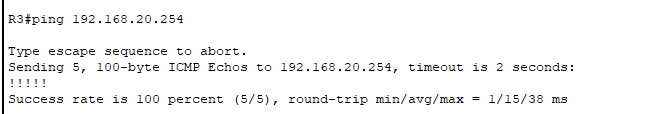 R3#ping 192.168.20.254
Type escape sequence to abort.
Sending 5, 100-byte ICMP Echos to 192.168.20.254, timeout is 2 seconds:
!!!!!
Success rate is 100 percent (5/5), round-trip min/avg/max = 1/15/38 ms